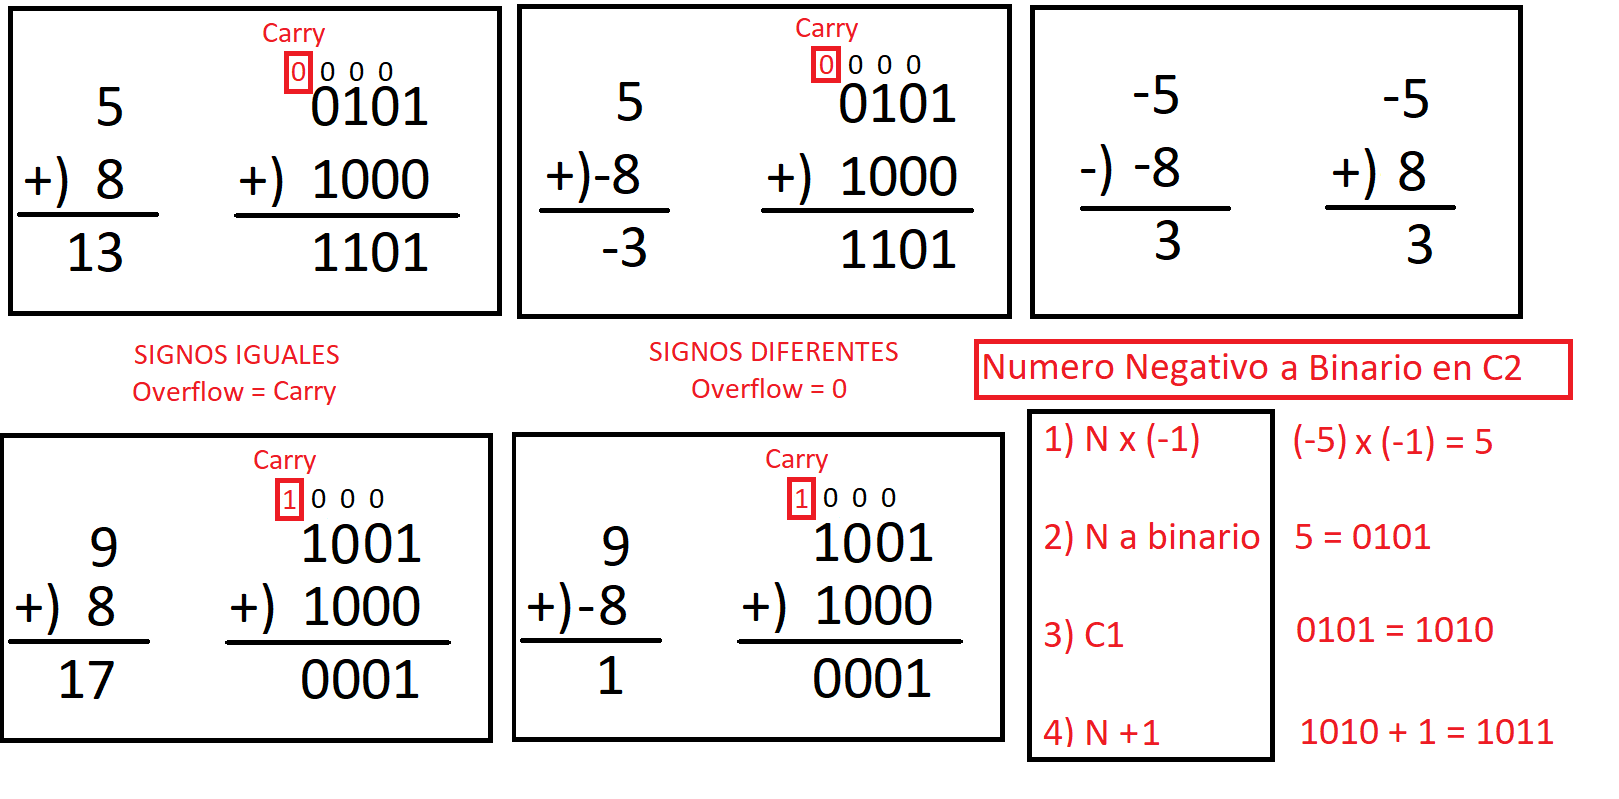 Carry
0 0 0 0
5 0101
+) 8 +) 1000
13 1101
Carry
0 0 0 0
5 0101
+)-8 +) 1000
-3 1101
-5 -5
-) -8 +) 8
3 3
SIGNOS IGUALES
Overflow = Carry
SIGNOS DIFERENTES
Overflow = 0
Numero Negativo a Binario en C2
Carry
1 0 0 0
9 1001
+) 8 +) 1000
17 0001
Carry
1 0 0 0
9 1001
+)-8 +) 1000
1 0001
1) N x (-1) (-5) x (-1) = 5
2) N a binario 5 = 0101
3) C1 0101 = 1010
4) N +1 1010 + 1 = 1011